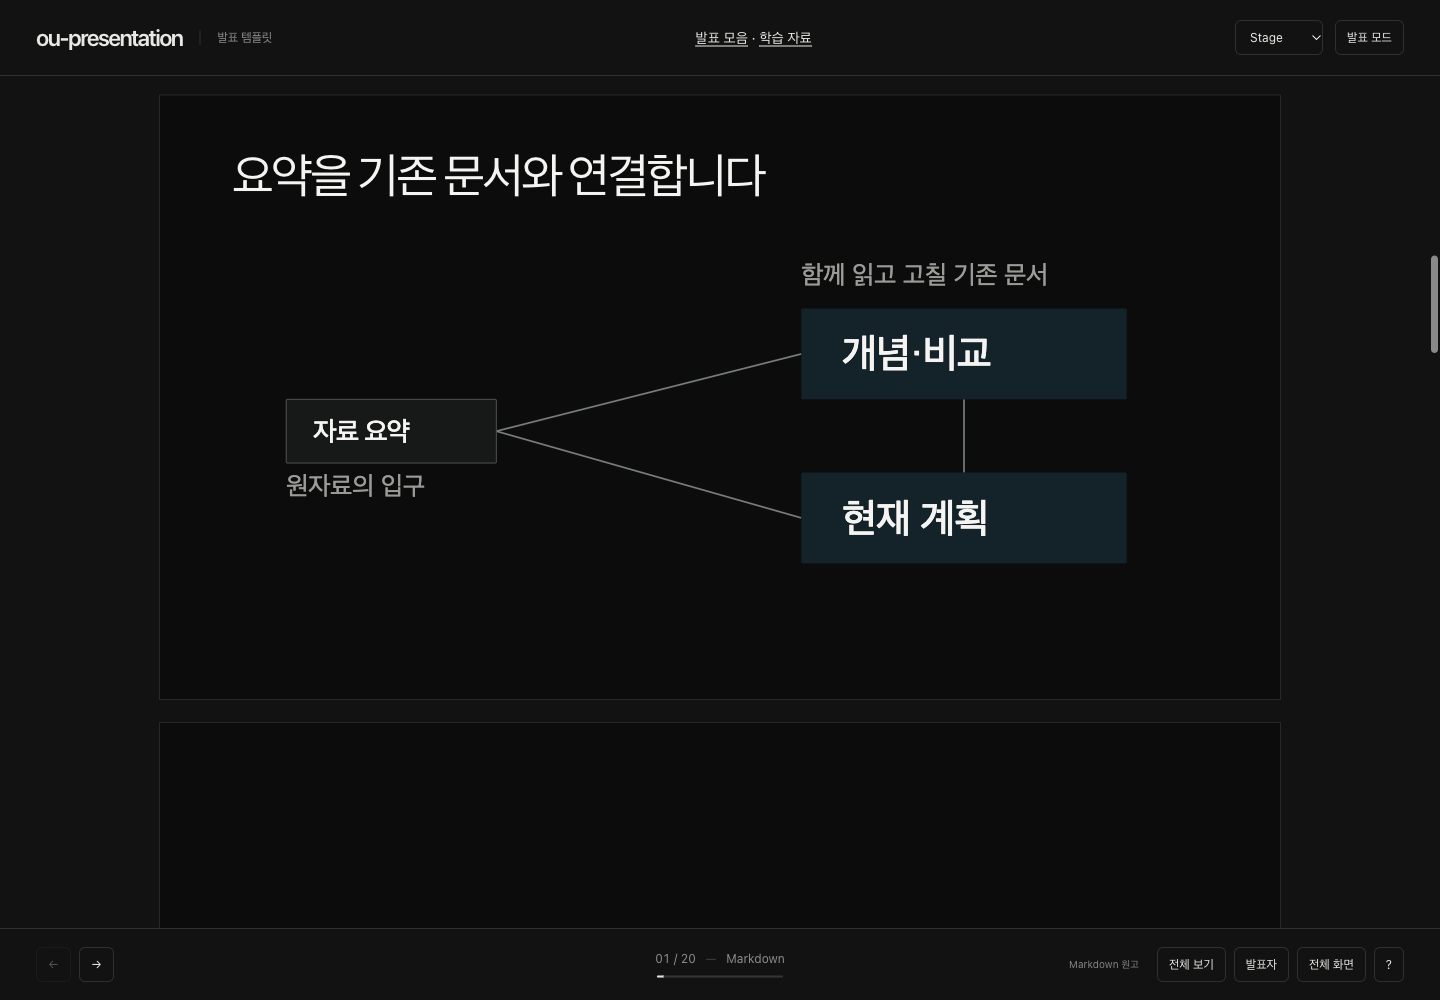 ou-presentation
발표 템플릿
발표 모음 · 학습 자료
Stage
발표 모드
요약을 기존 문서와 연결합니다
함께 읽고 고칠 기존 문서
개념·비교
자료 요약
원자료의 입구
현재 계획
←
→
01 / 20 — Markdown
Markdown 원고
전체 보기
발표자
전체 화면
?